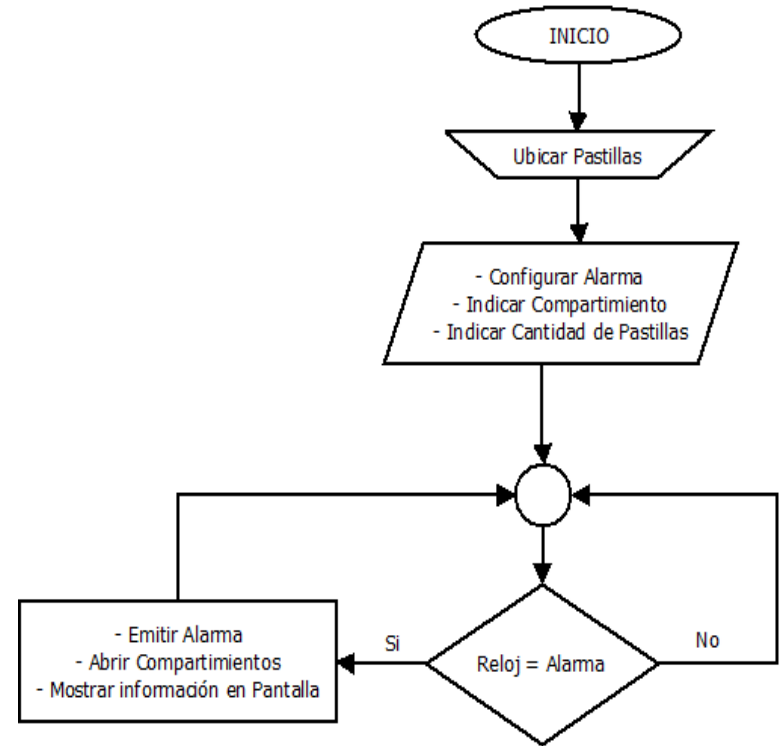 INICIO
Ubicar Pastillas
- Configurar Alarma
- Indicar Compartimiento
- Indicar Cantidad de Pastillas
- Emitir Alarma
- Abrir Compartimientos
- Mostrar información en Pantalla
Si
Reloj = Alarma
No